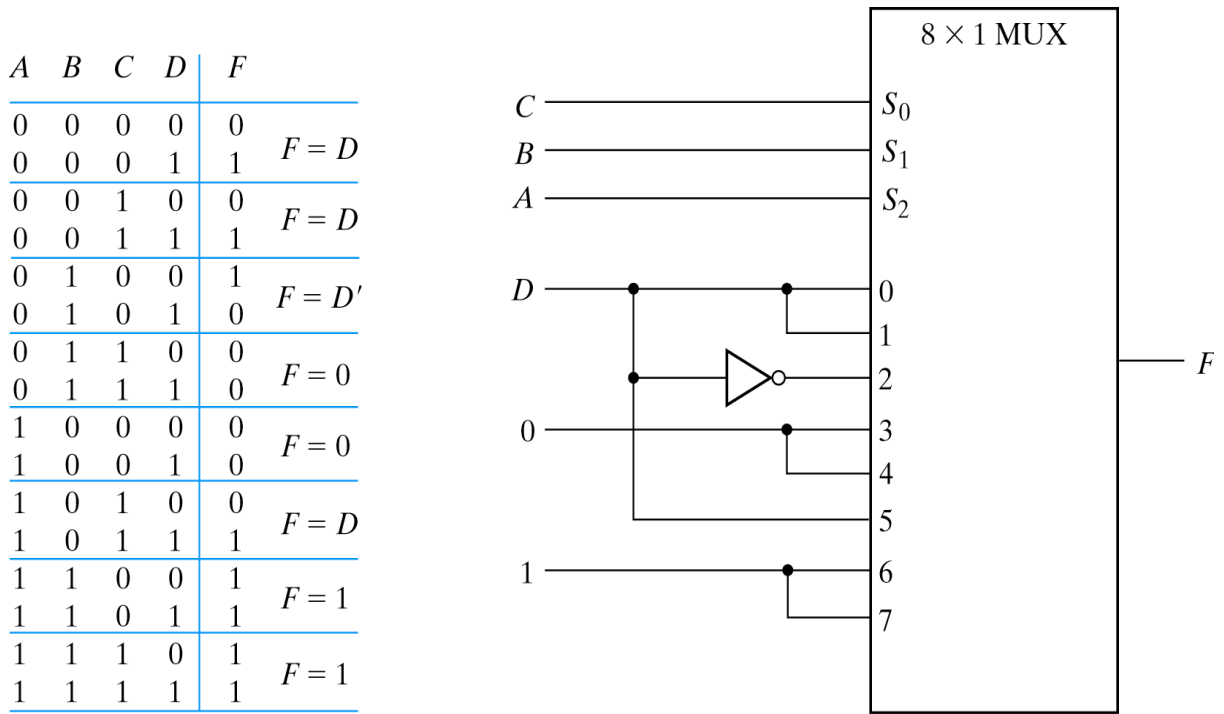 A B C D F
0 0 0 0 0
F = D
0 0 0 1 1
0 0 1 0 0
F = D
0 0 1 1 1
0 1 0 0 1
F = D′
0 1 0 1 0
0 1 1 0 0
F = 0
0 1 1 1 0
1 0 0 0 0
F = 0
1 0 0 1 0
1 0 1 0 0
F = D
1 0 1 1 1
1 1 0 0 1
F = 1
1 1 0 1 1
1 1 1 0 1
F = 1
1 1 1 1 1
8 × 1 MUX
C S₀
B S₁
A S₂
D 0
1
2
0 3
4
5
1 6
7
F